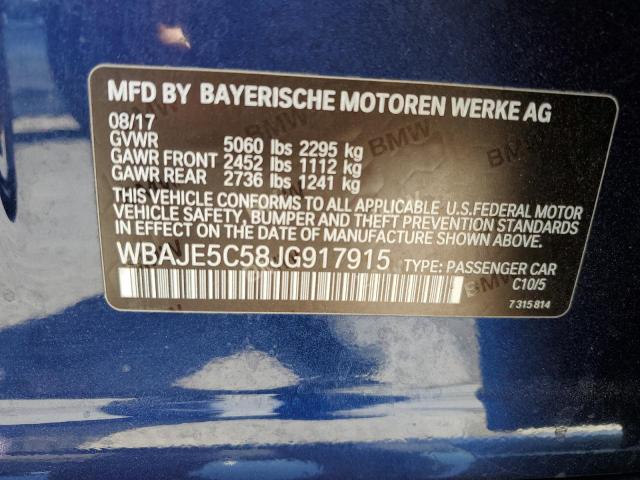 MFD BY BAYERISCHE MOTOREN WERKE AG
08/17
GVWR 5060 lbs 2295 kg
GAWR FRONT 2452 lbs 1112 kg
GAWR REAR 2736 lbs 1241 kg
THIS VEHICLE CONFORMS TO ALL APPLICABLE U.S.FEDERAL MOTOR
VEHICLE SAFETY, BUMPER AND THEFT PREVENTION STANDARDS
IN EFFECT ON THE DATE OF MANUFACTURE SHOWN ABOVE.
WBAJE5C58JG917915 TYPE: PASSENGER CAR
C10/5
7 315 814